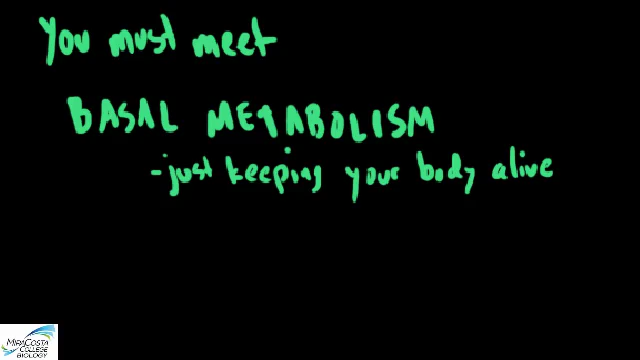 You must meet
BASAL METABOLISM
-just keeping your body alive
MIRACOSTA
COLLEGE
BIOLOGY